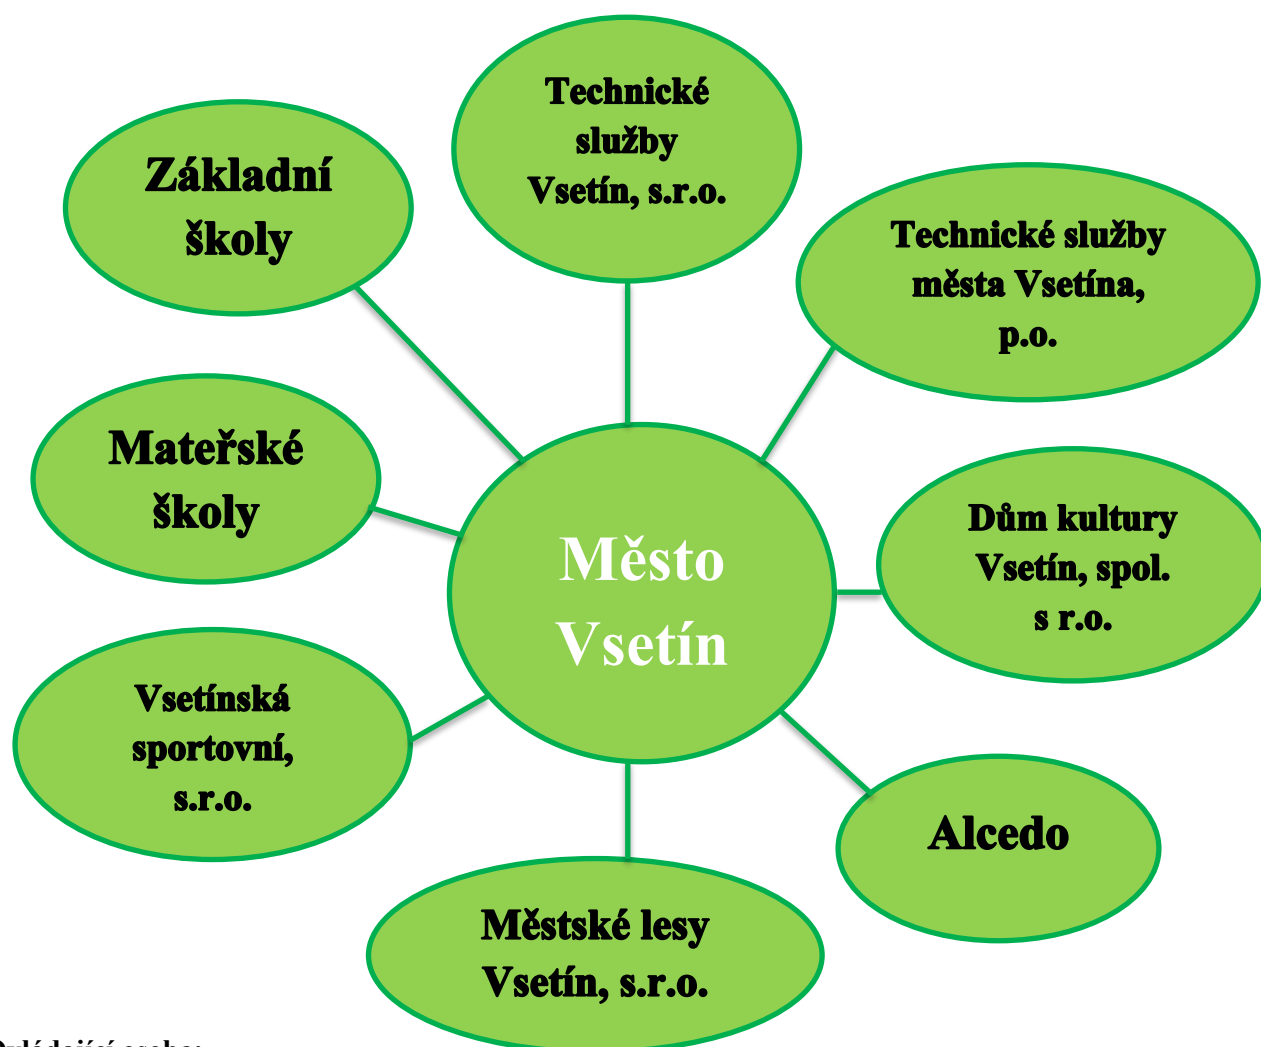 Technické
služby
Vsetín, s.r.o.
Základní
školy
Technické služby
města Vsetína,
p.o.
Mateřské
školy
Dům kultury
Vsetín, spol.
s r.o.
Město
Vsetín
Vsetínská
sportovní,
s.r.o.
Alcedo
Městské lesy
Vsetín, s.r.o.